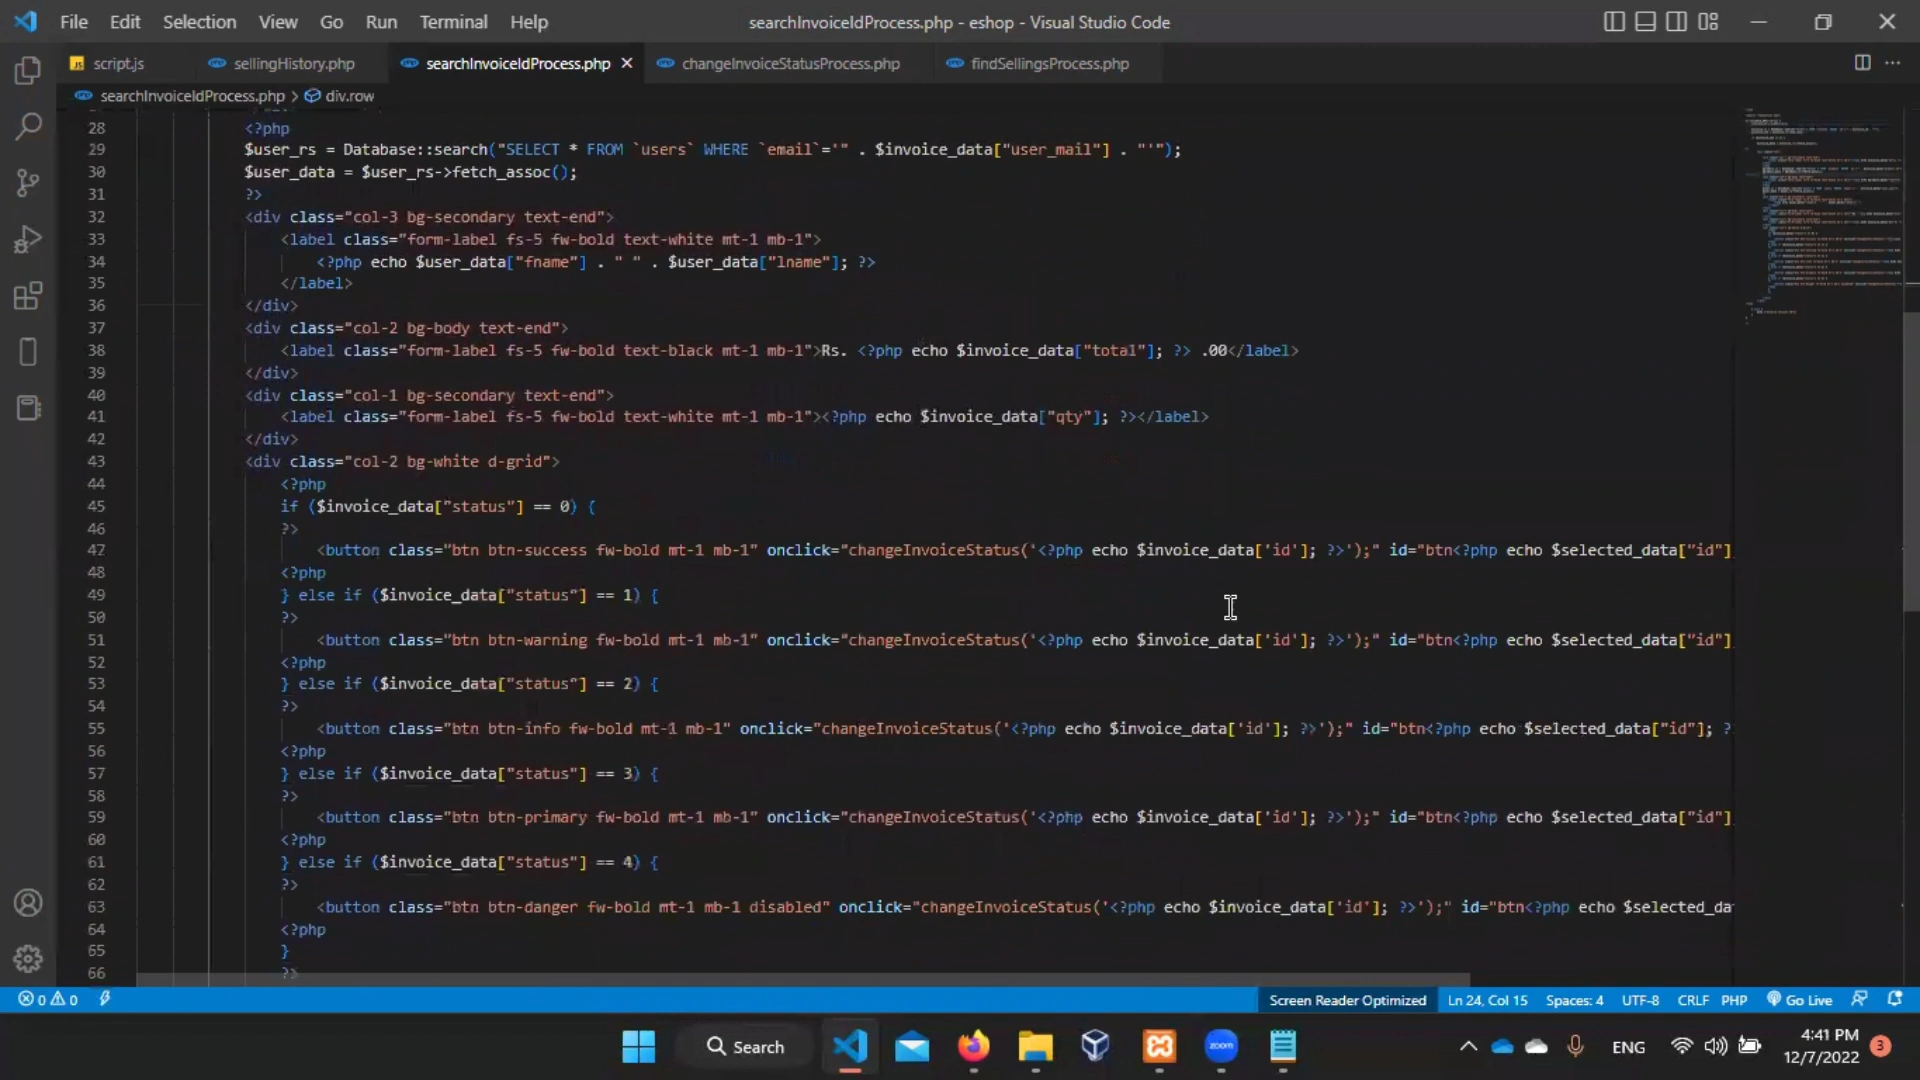 File Edit Selection View Go Run Terminal Help
searchInvoiceIdProcess.php - eshop - Visual Studio Code
JS script.js
sellingHistory.php
searchInvoiceIdProcess.php
changeInvoiceStatusProcess.php
findSellingsProcess.php
searchInvoiceIdProcess.php > div.row
28 <?php
29 $user_rs = Database::search("SELECT * FROM `users` WHERE `email`='" . $invoice_data["user_mail"] . "'");
30 $user_data = $user_rs->fetch_assoc();
31 ?>
32 <div class="col-3 bg-secondary text-end">
33 <label class="form-label fs-5 fw-bold text-white mt-1 mb-1">
34 <?php echo $user_data["fname"] . " " . $user_data["lname"]; ?>
35 </label>
36 </div>
37 <div class="col-2 bg-body text-end">
38 <label class="form-label fs-5 fw-bold text-black mt-1 mb-1">Rs. <?php echo $invoice_data["total"]; ?> .00</label>
39 </div>
40 <div class="col-1 bg-secondary text-end">
41 <label class="form-label fs-5 fw-bold text-white mt-1 mb-1"><?php echo $invoice_data["qty"]; ?></label>
42 </div>
43 <div class="col-2 bg-white d-grid">
44 <?php
45 if ($invoice_data["status"] == 0) {
46 ?>
47 <button class="btn btn-success fw-bold mt-1 mb-1" onclick="changeInvoiceStatus('<?php echo $invoice_data['id']; ?>');" id="btn<?php echo $selected_data["id"]
48 <?php
49 } else if ($invoice_data["status"] == 1) {
50 ?>
51 <button class="btn btn-warning fw-bold mt-1 mb-1" onclick="changeInvoiceStatus('<?php echo $invoice_data['id']; ?>');" id="btn<?php echo $selected_data["id"]
52 <?php
53 } else if ($invoice_data["status"] == 2) {
54 ?>
55 <button class="btn btn-info fw-bold mt-1 mb-1" onclick="changeInvoiceStatus('<?php echo $invoice_data['id']; ?>');" id="btn<?php echo $selected_data["id"]; ?
56 <?php
57 } else if ($invoice_data["status"] == 3) {
58 ?>
59 <button class="btn btn-primary fw-bold mt-1 mb-1" onclick="changeInvoiceStatus('<?php echo $invoice_data['id']; ?>');" id="btn<?php echo $selected_data["id"]
60 <?php
61 } else if ($invoice_data["status"] == 4) {
62 ?>
63 <button class="btn btn-danger fw-bold mt-1 mb-1 disabled" onclick="changeInvoiceStatus('<?php echo $invoice_data['id']; ?>');" id="btn<?php echo $selected_da
64 <?php
65 }
66 ?>
0 0
Screen Reader Optimized Ln 24, Col 15 Spaces: 4 UTF-8 CRLF PHP Go Live
Search
zoom
ENG
4:41 PM
12/7/2022
3